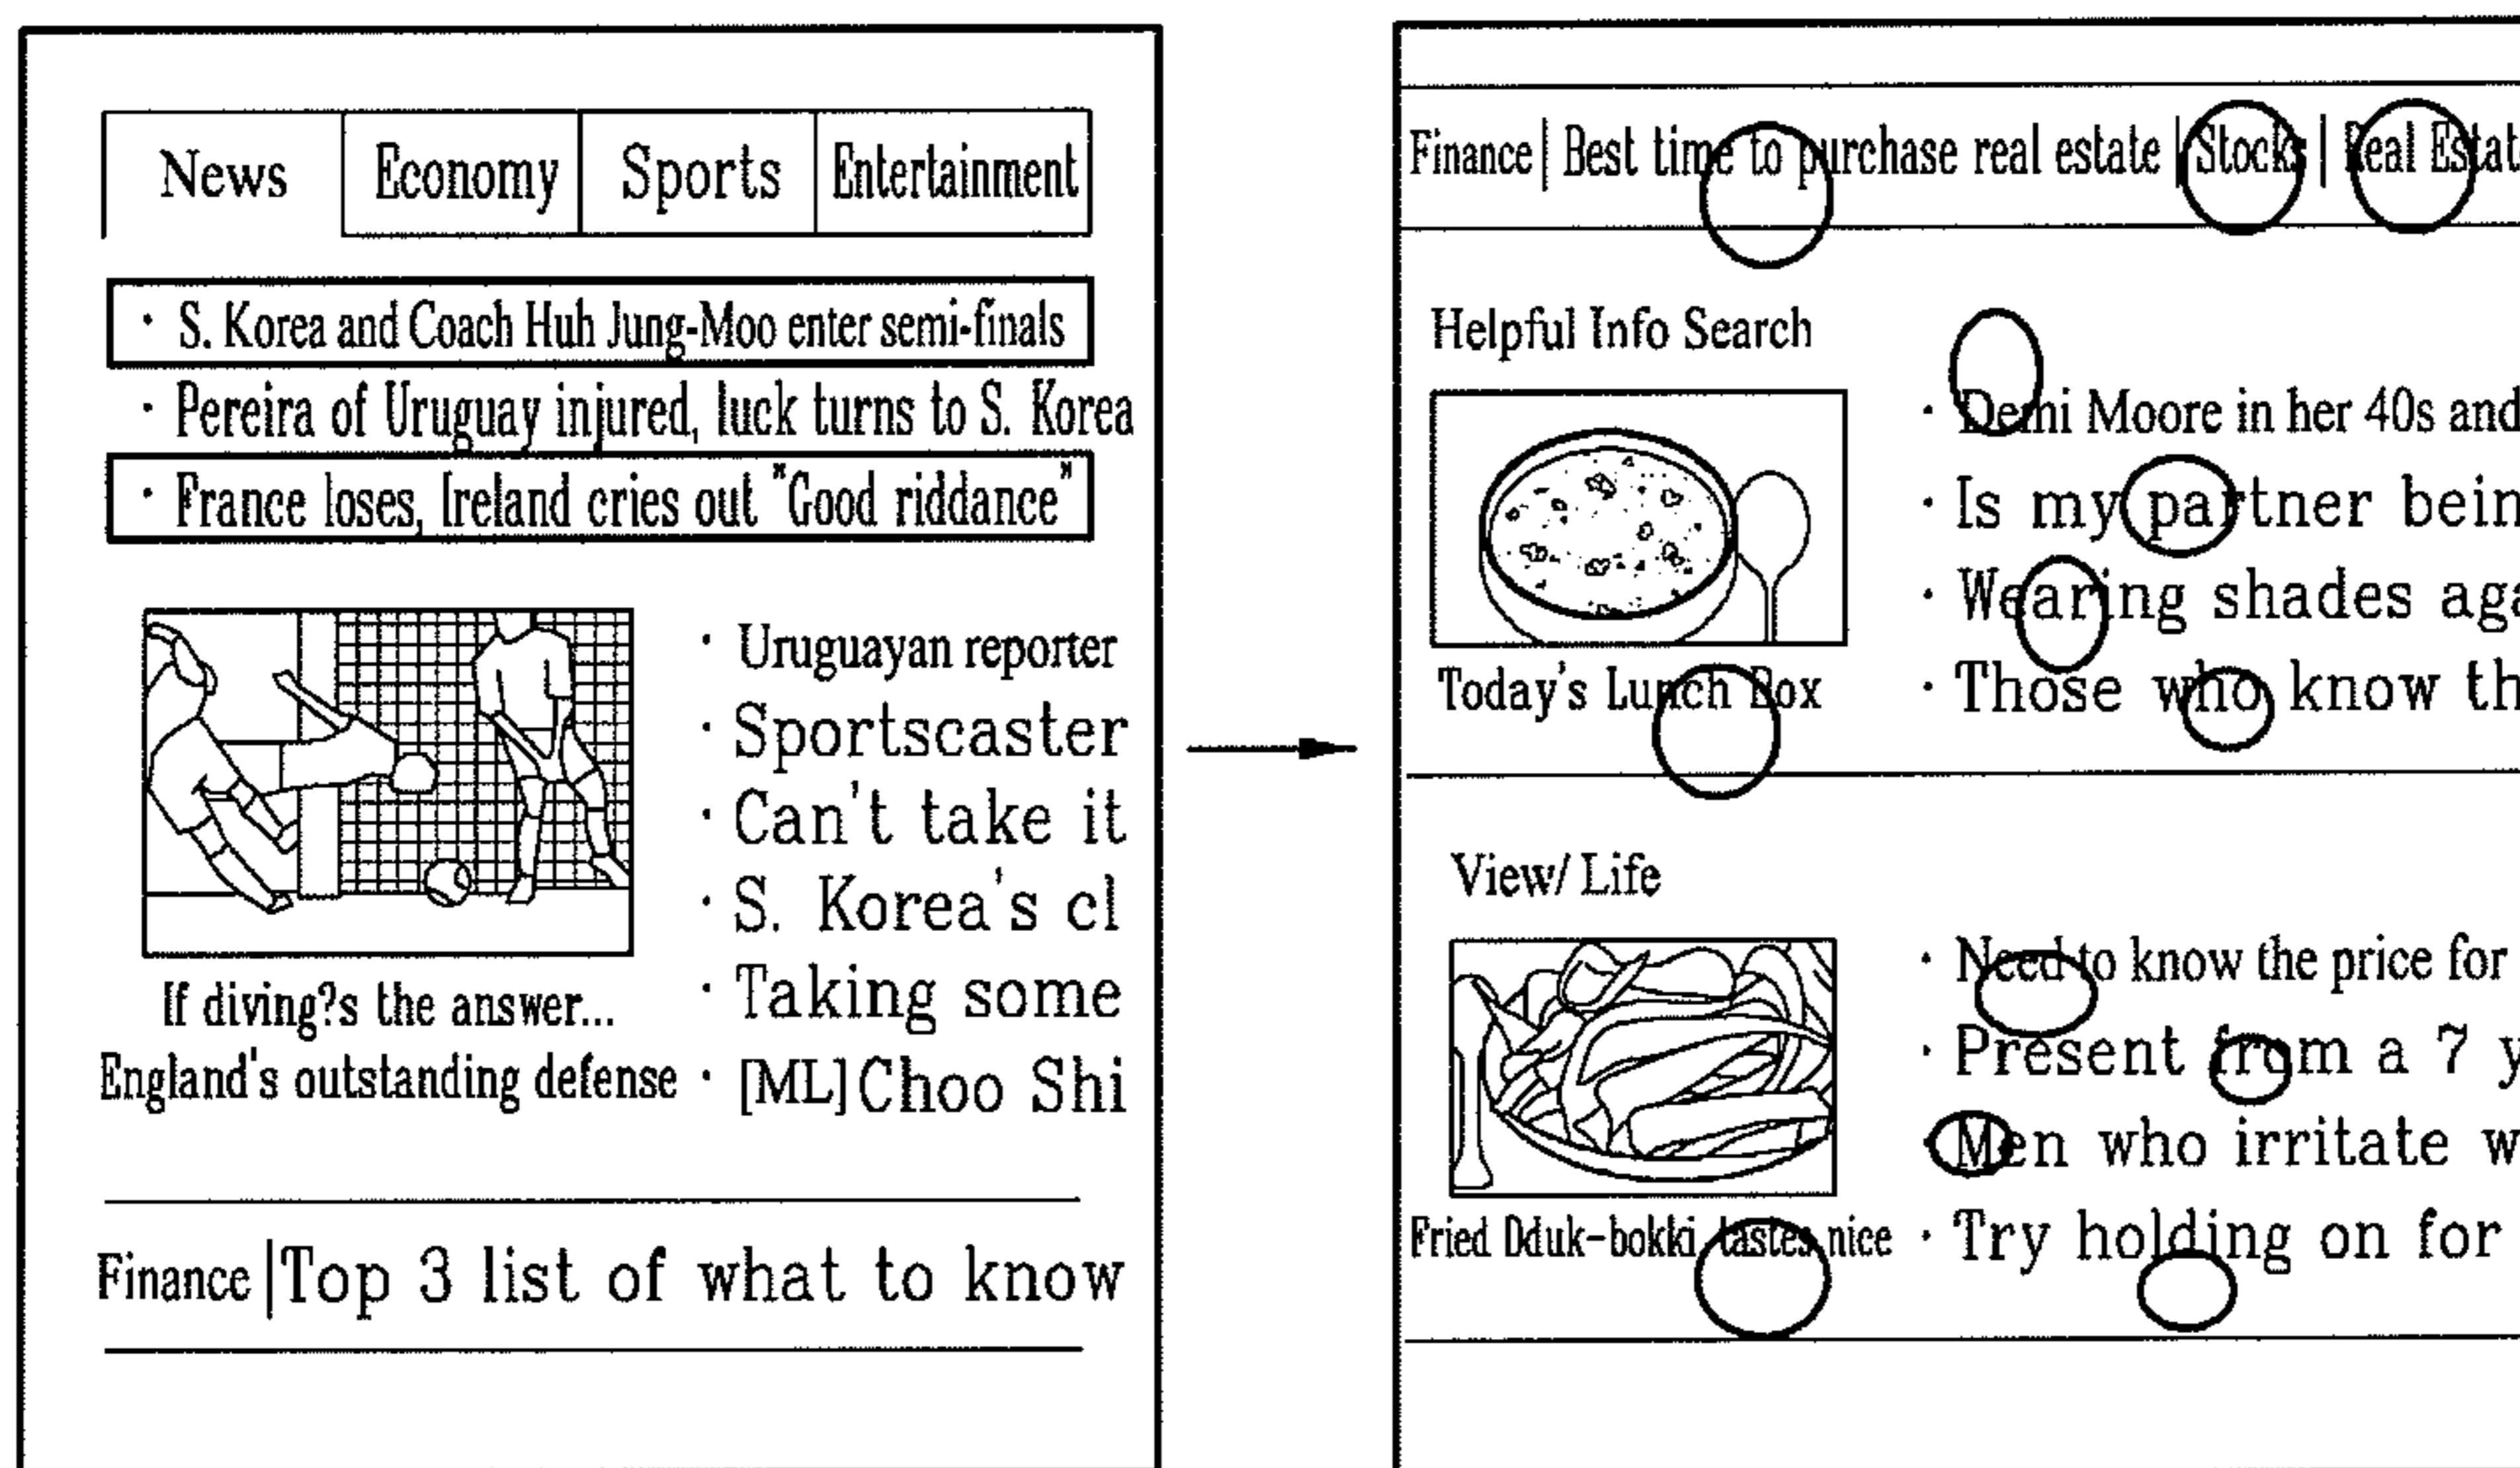 News Economy Sports Entertainment
· S. Korea and Coach Huh Jung-Moo enter semi-finals
· Pereira of Uruguay injured, luck turns to S. Korea
· France loses, Ireland cries out "Good riddance"
· Uruguayan reporter
· Sportscaster
· Can't take it
· S. Korea's cl
· Taking some
· [ML]Choo Shi
If diving?s the answer...
England's outstanding defense
Finance|Top 3 list of what to know
Finance| Best time to purchase real estate |Stocks| Real Estat
Helpful Info Search
· Demi Moore in her 40s and
· Is my partner bein
· Wearing shades aga
· Those who know th
Today's Lunch Box
View/ Life
· Need to know the price for
· Present from a 7 y
· Men who irritate w
· Try holding on for
Fried Dduk-bokki tastes nice